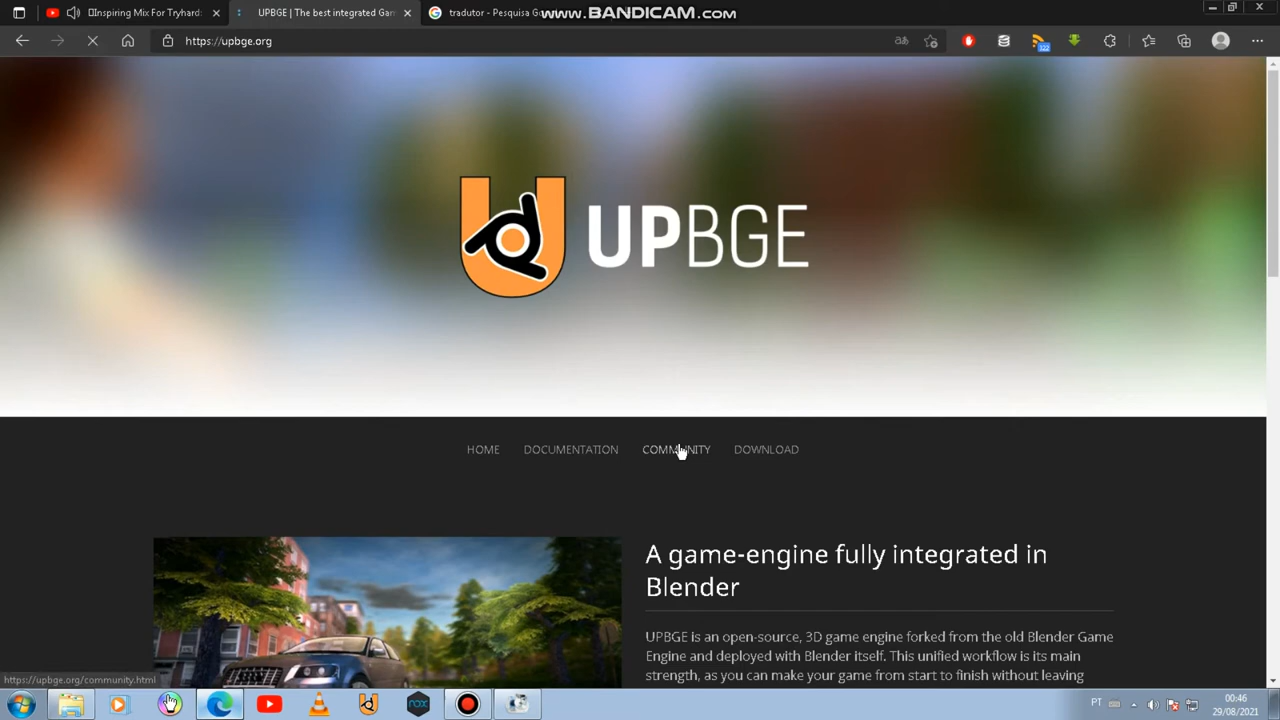 Inspiring Mix For Tryhard
UPBGE | The best integrated Gam
tradutor - Pesquisa G
www.BANDICAM.com
https://upbge.org
322
UPBGE
HOME DOCUMENTATION COMMUNITY DOWNLOAD
A game-engine fully integrated in
Blender
UPBGE is an open-source, 3D game engine forked from the old Blender Game
Engine and deployed with Blender itself. This unified workflow is its main
strength, as you can make your game from start to finish without leaving
https://upbge.org/community.html
nox
PT
00:46
29/08/2021